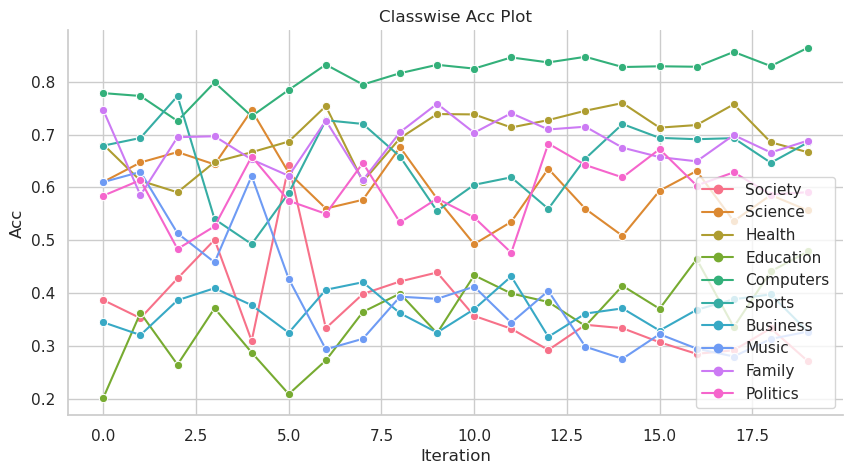 Classwise Acc Plot
Acc
0.8
0.7
0.6
0.5
0.4
0.3
0.2
0.0
2.5
5.0
7.5
10.0
12.5
15.0
17.5
Iteration
Society
Science
Health
Education
Computers
Sports
Business
Music
Family
Politics